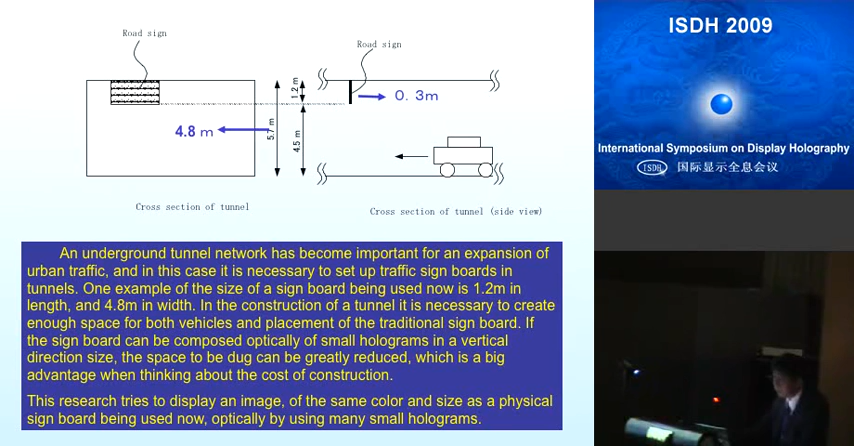 Road sign
Road sign
1.2 m
0.3m
4.8 m
5.7 m
4.5 m
Cross section of tunnel
Cross section of tunnel (side view)
An underground tunnel network has become important for an expansion of
urban traffic, and in this case it is necessary to set up traffic sign boards in
tunnels. One example of the size of a sign board being used now is 1.2m in
length, and 4.8m in width. In the construction of a tunnel it is necessary to create
enough space for both vehicles and placement of the traditional sign board. If
the sign board can be composed optically of small holograms in a vertical
direction size, the space to be dug can be greatly reduced, which is a big
advantage when thinking about the cost of construction.
This research tries to display an image, of the same color and size as a physical
sign board being used now, optically by using many small holograms.
ISDH 2009
International Symposium on Display Holography
ISDH 国际显示全息会议